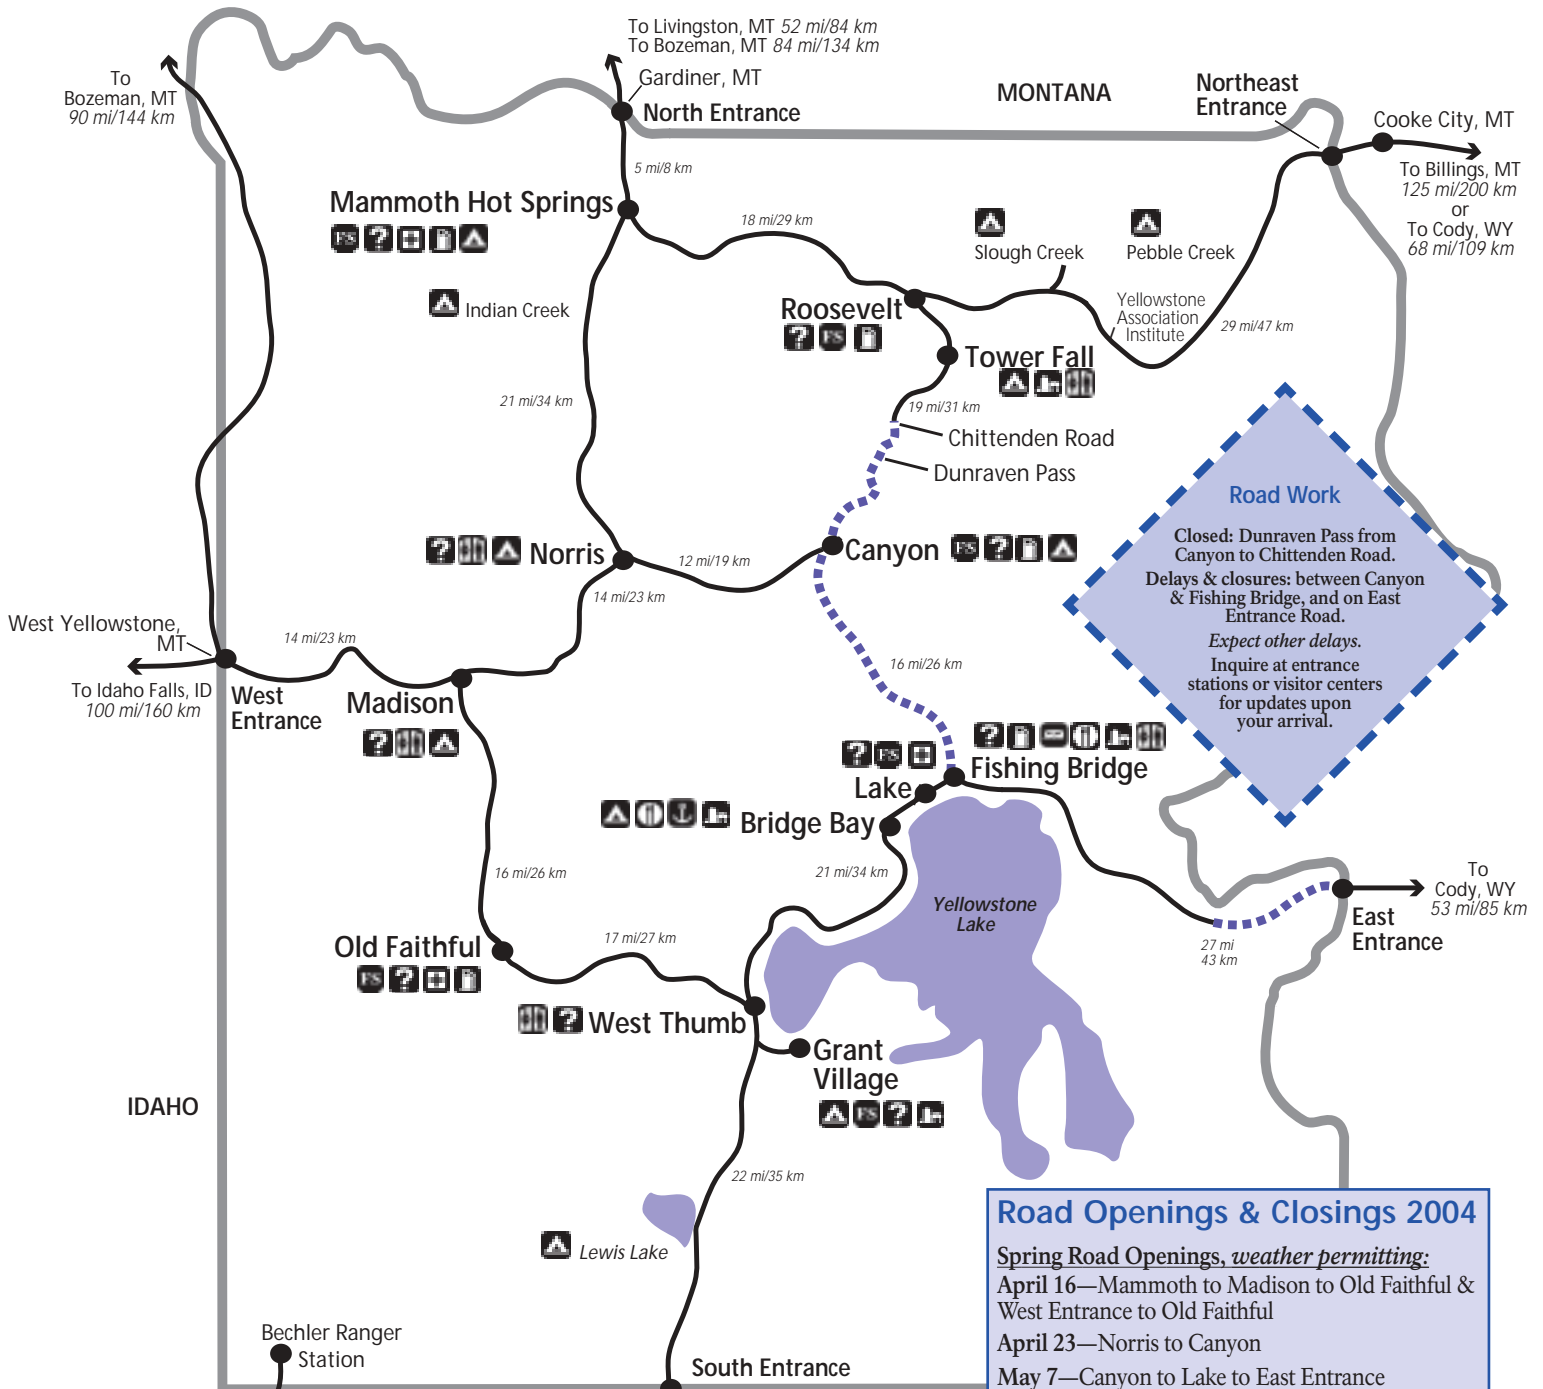 To Livingston, MT 52 mi/84 km
To Bozeman, MT 84 mi/134 km
Gardiner, MT
North Entrance
To
Bozeman, MT
90 mi/144 km
MONTANA
Northeast
Entrance
Cooke City, MT
To Billings, MT
125 mi/200 km
or
To Cody, WY
68 mi/109 km
5 mi/8 km
Mammoth Hot Springs
FS ?
18 mi/29 km
Slough Creek
Pebble Creek
Indian Creek
Roosevelt
? FS
Yellowstone
Association
Institute
29 mi/47 km
Tower Fall
21 mi/34 km
19 mi/31 km
Chittenden Road
Dunraven Pass
Road Work
Closed: Dunraven Pass from
Canyon to Chittenden Road.
Delays & closures: between Canyon
& Fishing Bridge, and on East
Entrance Road.
Expect other delays.
Inquire at entrance
stations or visitor centers
for updates upon
your arrival.
? Norris
12 mi/19 km
Canyon FS ?
14 mi/23 km
West Yellowstone,
MT
14 mi/23 km
To Idaho Falls, ID
100 mi/160 km
West
Entrance
Madison
?
16 mi/26 km
?
Fishing Bridge
? FS
Lake
Bridge Bay
16 mi/26 km
21 mi/34 km
Yellowstone
Lake
To
Cody, WY
53 mi/85 km
East
Entrance
27 mi
43 km
Old Faithful
FS ?
17 mi/27 km
? West Thumb
Grant
Village
FS ?
IDAHO
22 mi/35 km
Lewis Lake
Bechler Ranger
Station
South Entrance
Road Openings & Closings 2004
Spring Road Openings, weather permitting:
April 16—Mammoth to Madison to Old Faithful &
West Entrance to Old Faithful
April 23—Norris to Canyon
May 7—Canyon to Lake to East Entrance